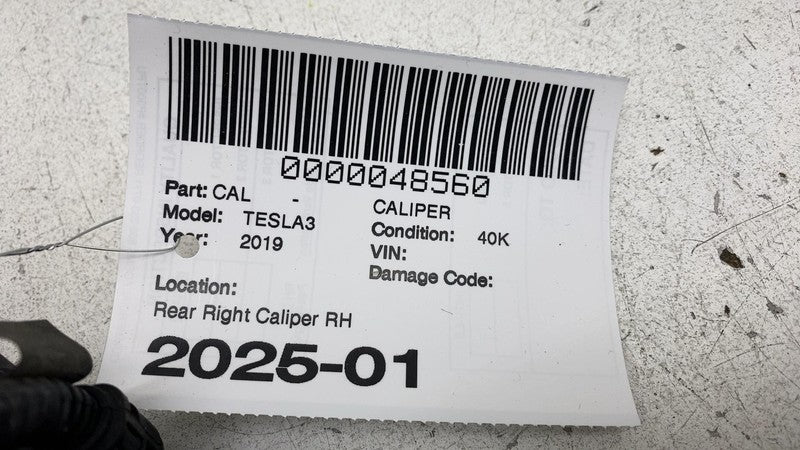 0000048560
Part: CAL - CALIPER
Model: TESLA3 Condition: 40K
Year: 2019 VIN:
Damage Code:
Location:
Rear Right Caliper RH
2025-01